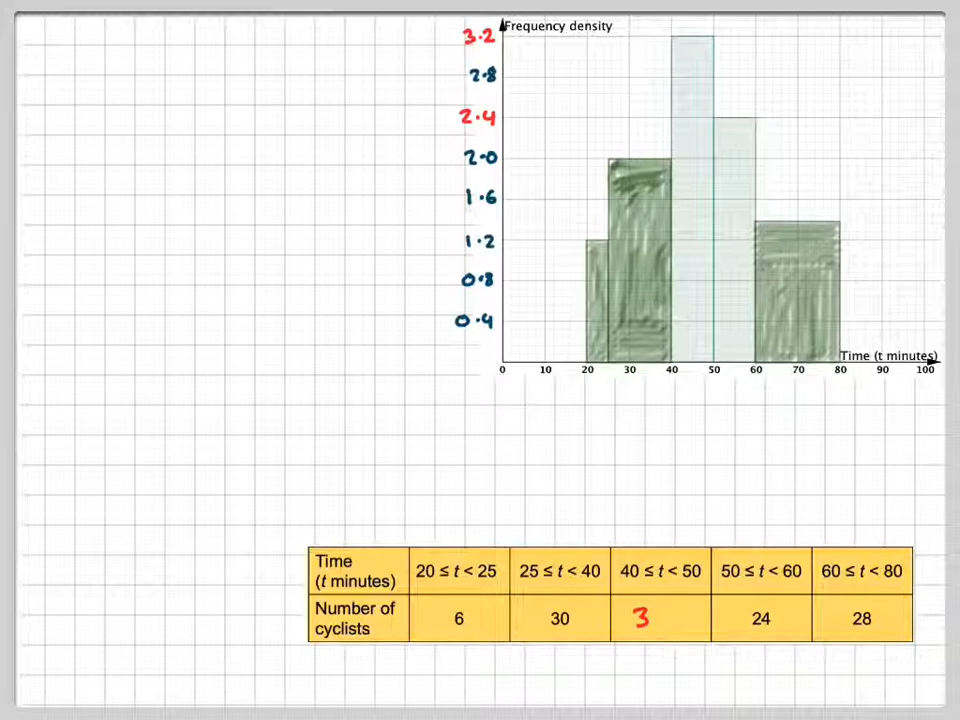 Frequency density
3.2
2.8
2.4
2.0
1.6
1.2
0.8
0.4
Time (t minutes)
0 10 20 30 40 50 60 70 80 90 100
Time (t minutes) 20 ≤ t < 25 25 ≤ t < 40 40 ≤ t < 50 50 ≤ t < 60 60 ≤ t < 80
Number of cyclists 6 30 3 24 28